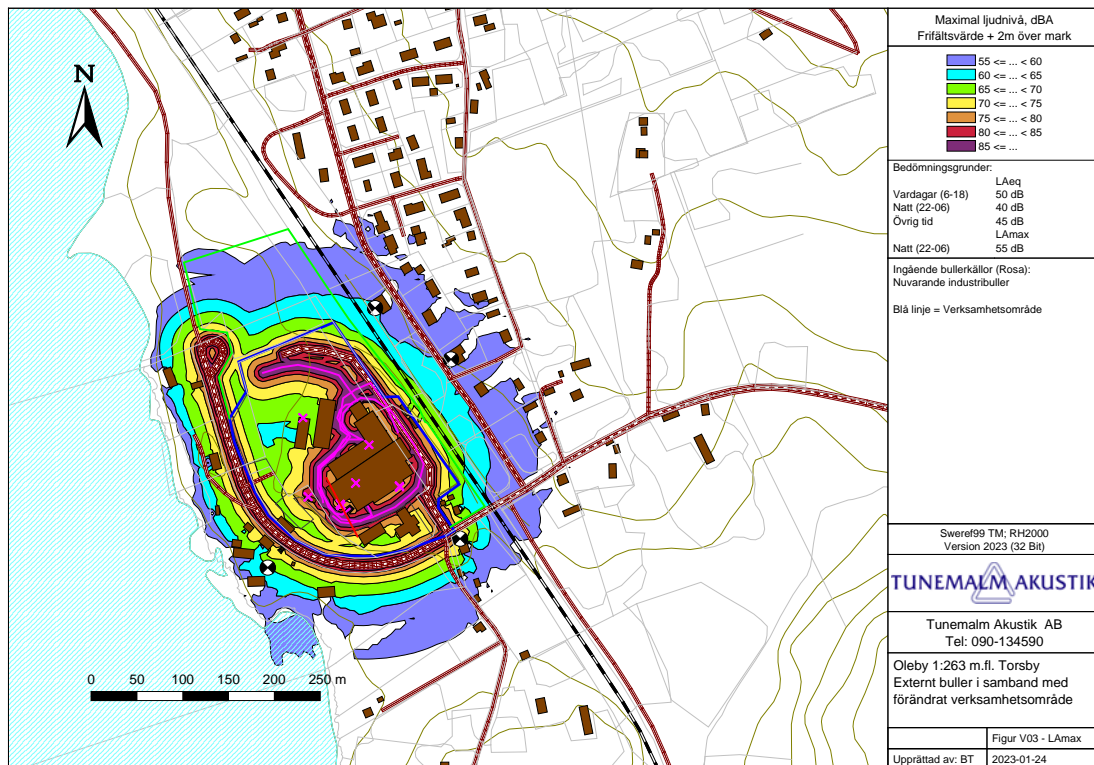 Maximal ljudnivå, dBA
Frifältsvärde + 2m över mark
55 <= ... < 60
60 <= ... < 65
65 <= ... < 70
70 <= ... < 75
75 <= ... < 80
80 <= ... < 85
85 <= ...
Bedömningsgrunder:
LAeq
Vardagar (6-18) 50 dB
Natt (22-06) 40 dB
Övrig tid 45 dB
LAmax
Natt (22-06) 55 dB
Ingående bullerkällor (Rosa):
Nuvarande industribuller
Blå linje = Verksamhetsområde
Sweref99 TM; RH2000
Version 2023 (32 Bit)
TUNEMALM AKUSTIK
Tunemalm Akustik AB
Tel: 090-134590
Oleby 1:263 m.fl. Torsby
Externt buller i samband med
förändrat verksamhetsområde
Figur V03 - LAmax
Upprättad av: BT 2023-01-24
N
0 50 100 150 200 250 m